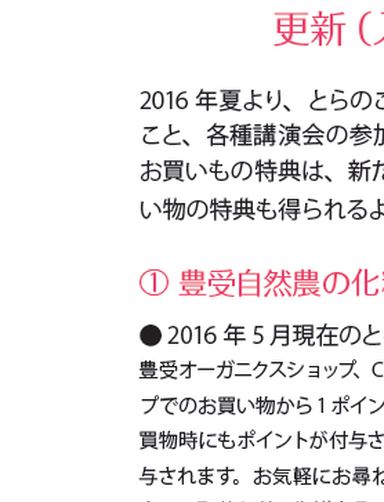 更新（
2016 年夏より、とらのこ
こと、各種講演会の参加
お買いもの特典は、新た
い物の特典も得られるよ
① 豊受自然農の化粧
● 2016 年 5 月現在のと
豊受オーガニクスショップ、C
プでのお買い物から 1 ポイン
買物時にもポイントが付与さ
与されます。お気軽にお尋ね